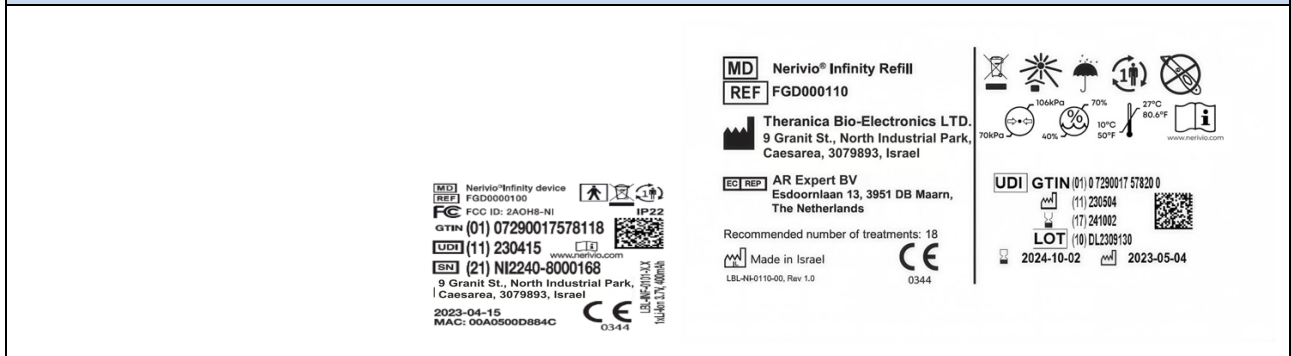 MD Nerivio® Infinity device
REF FGD0000100
FC FCC ID: 2AOH8-NI
IP22
GTIN (01) 07290017578118
UDI (11) 230415
www.nerivio.com
SN (21) NI2240-8000168
9 Granit St., North Industrial Park,
Caesarea, 3079893, Israel
2023-04-15
MAC: 00A0500D884C
CE
0344
LBL-INF-0101-X.X
1xLi-Ion 3.7V, 400mAh
MD Nerivio® Infinity Refill
REF FGD000110
Theranica Bio-Electronics LTD.
9 Granit St., North Industrial Park,
Caesarea, 3079893, Israel
EC REP AR Expert BV
Esdoornlaan 13, 3951 DB Maarn,
The Netherlands
Recommended number of treatments: 18
Made in Israel
LBL-NI-0110-00, Rev 1.0
CE
0344
1
106kPa
70kPa
70%
%
40%
27°C
80.6°F
10°C
50°F
i
www.nerivio.com
UDI GTIN (01) 0 7290017 57820 0
(11) 230504
(17) 241002
LOT (10) DL2309130
2024-10-02 2023-05-04